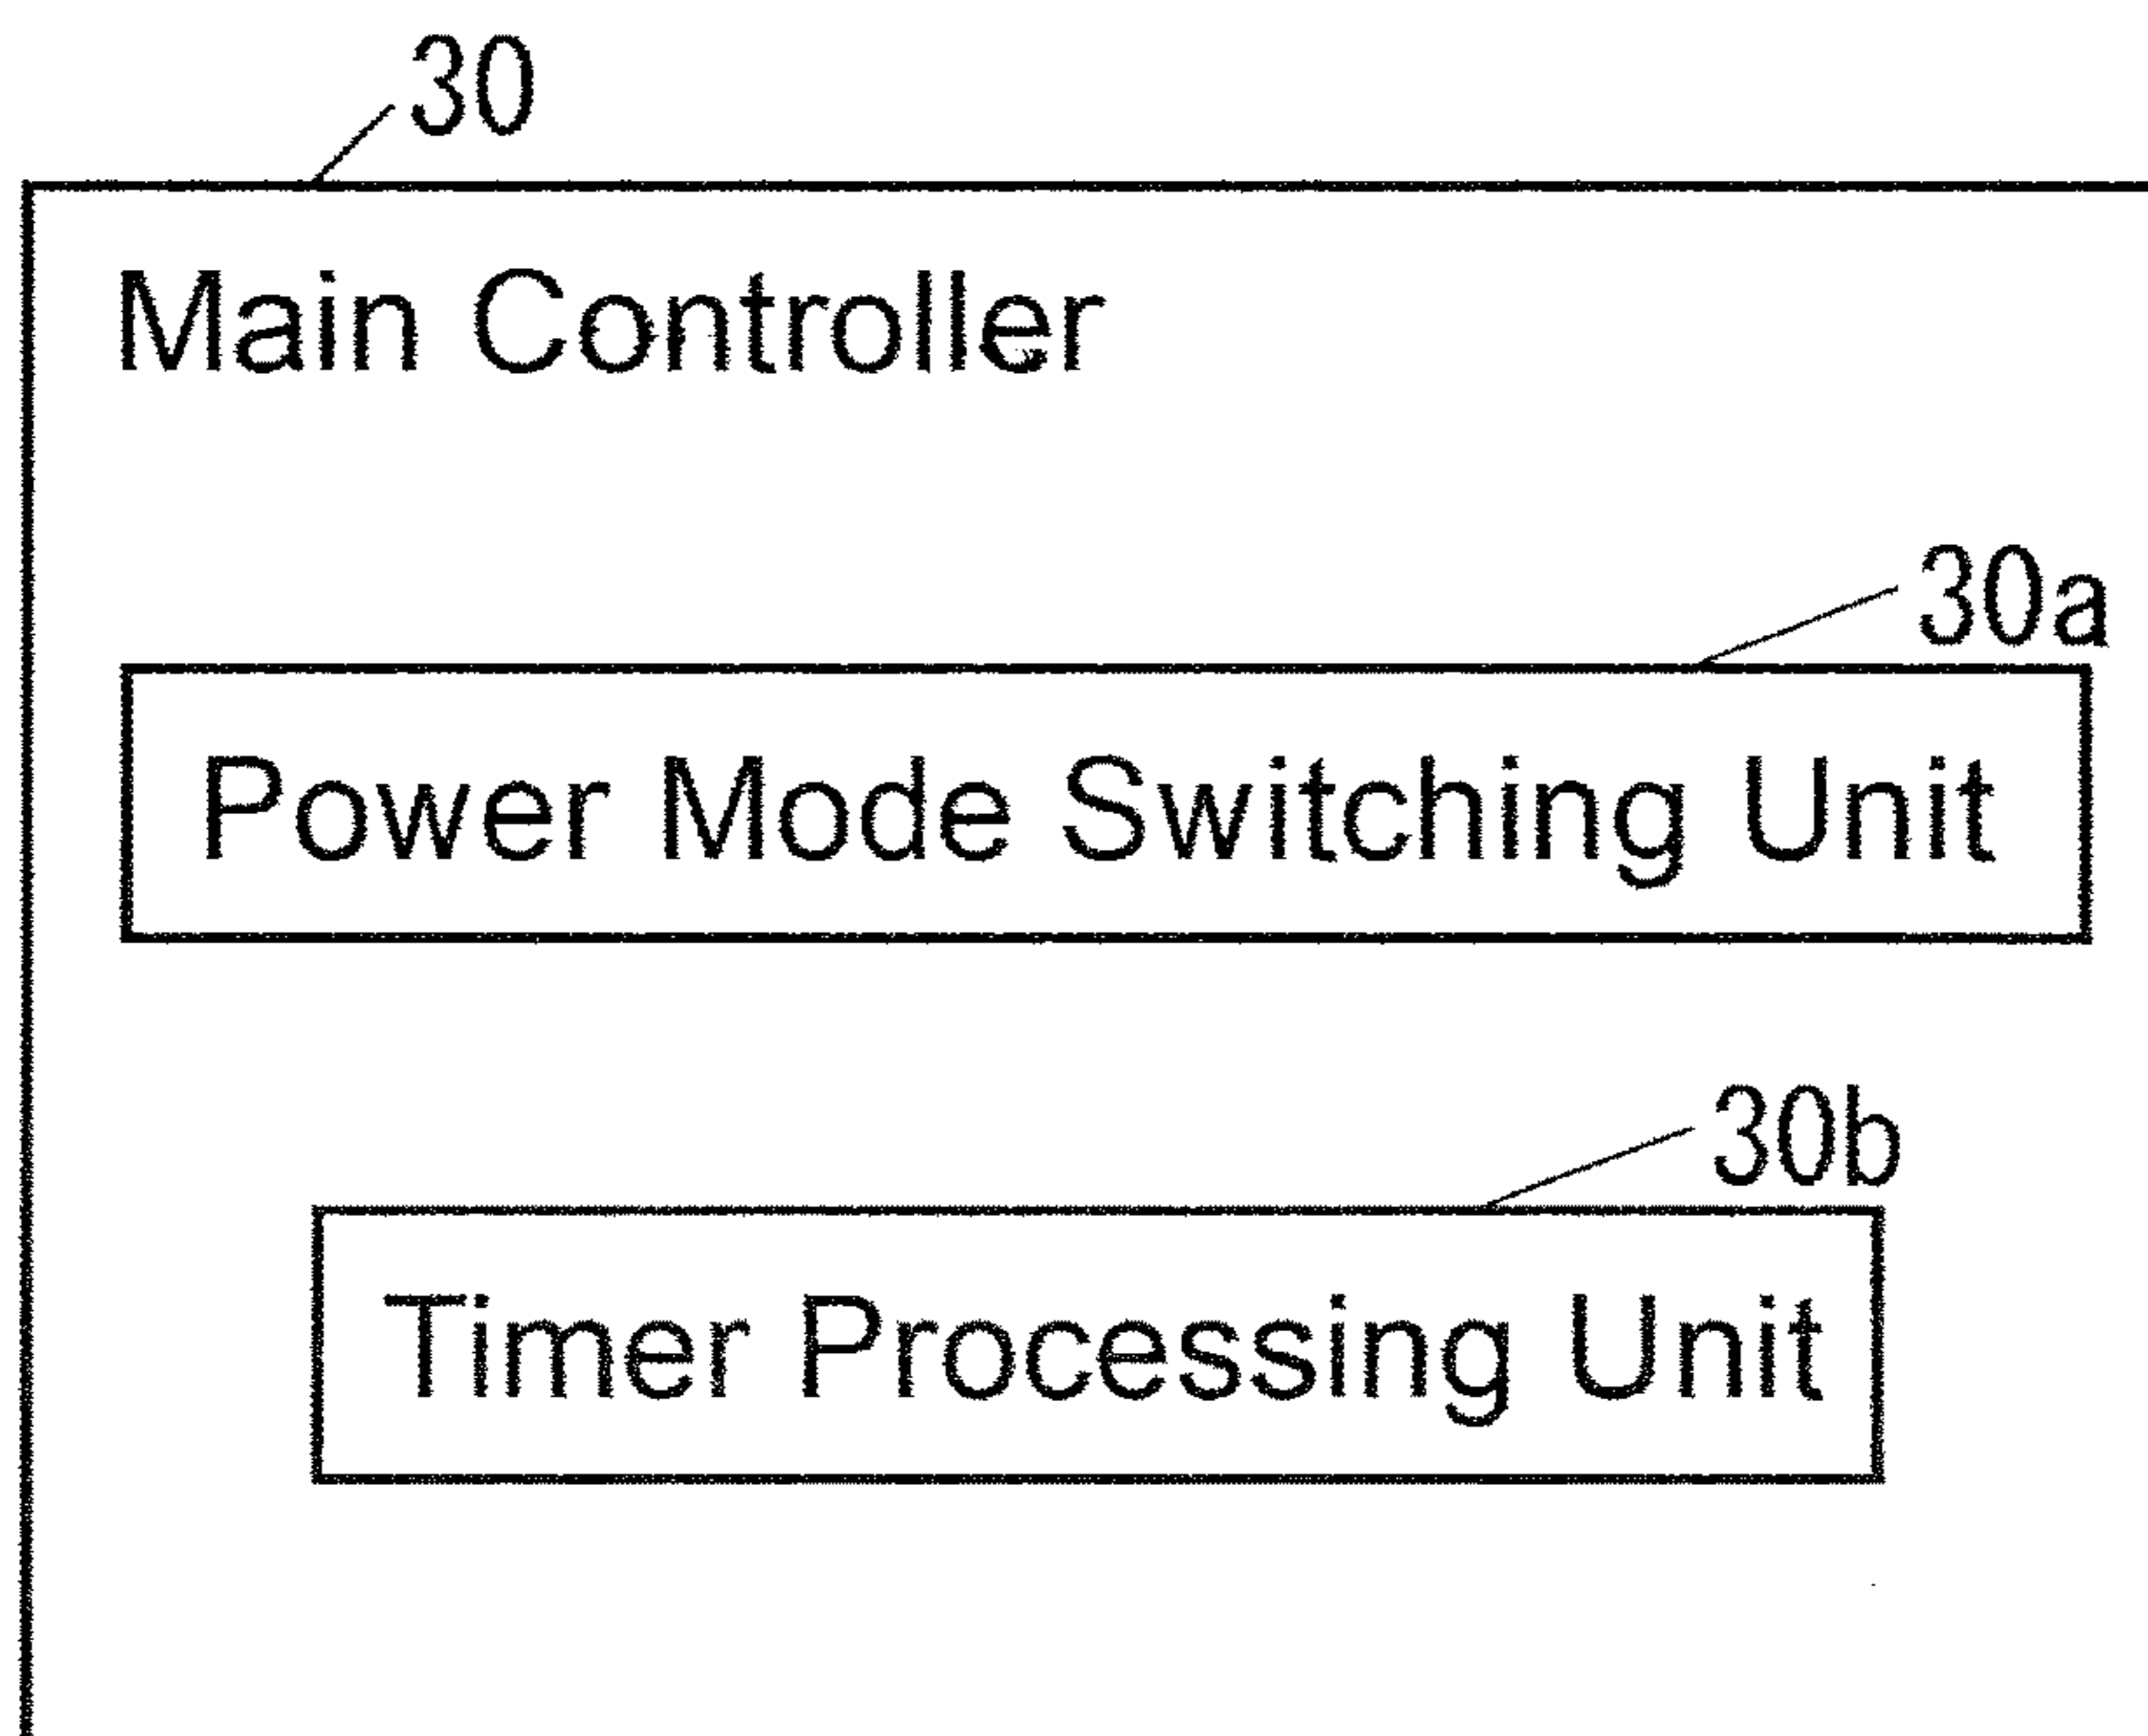 30
Main Controller
30a
Power Mode Switching Unit
30b
Timer Processing Unit